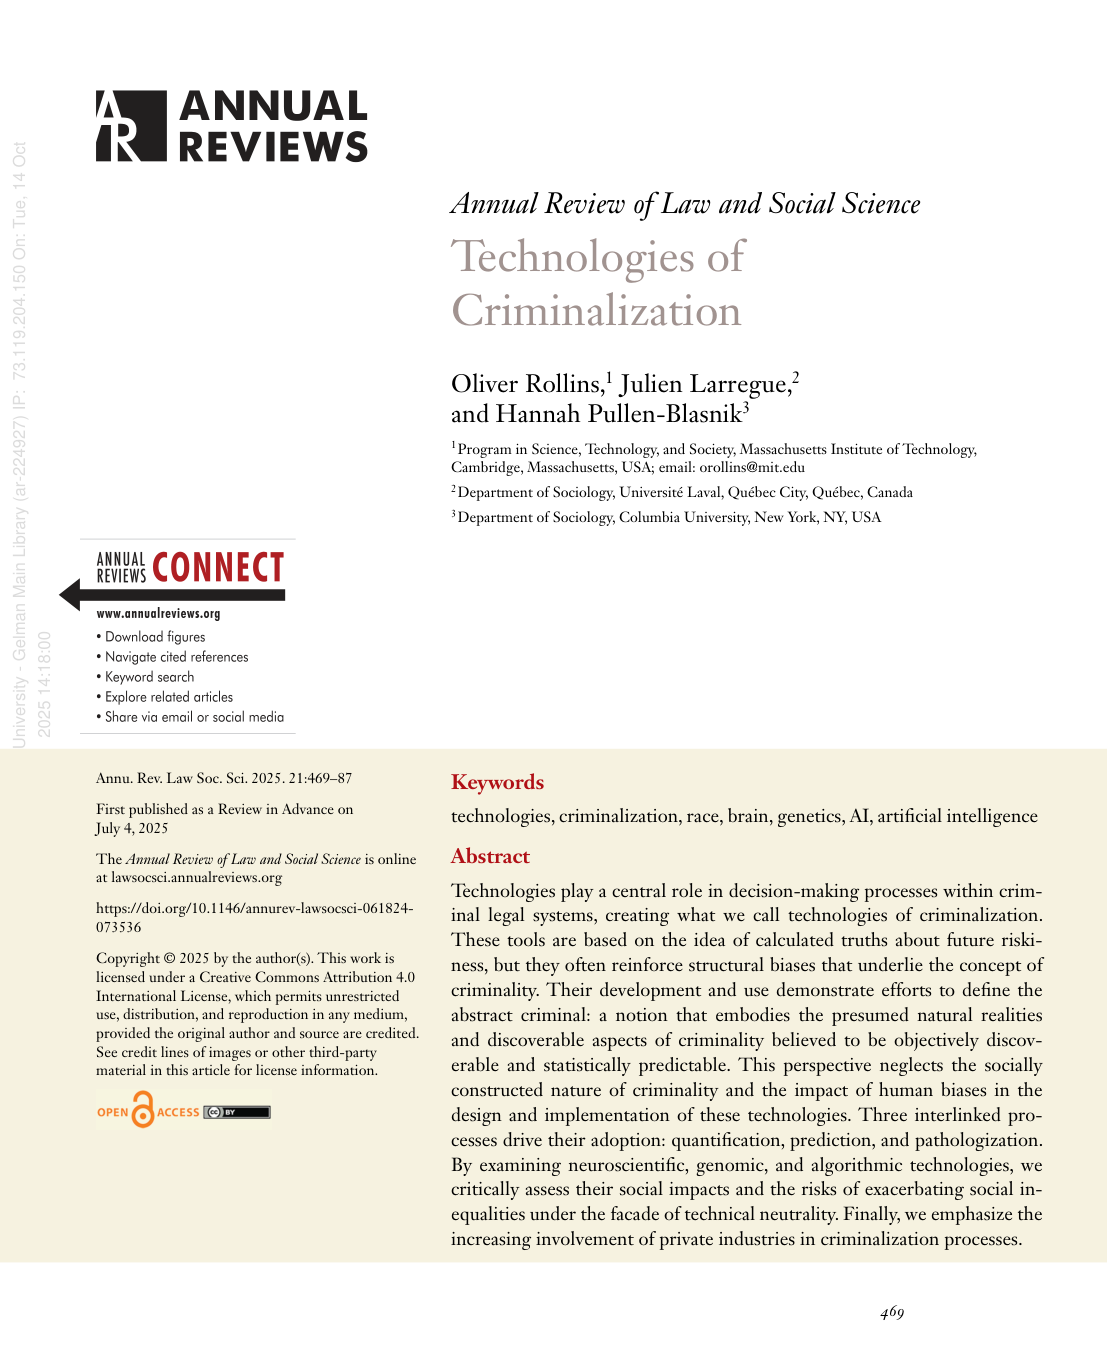 ANNUAL
REVIEWS
Annual Review of Law and Social Science
Technologies of
Criminalization
Oliver Rollins,1 Julien Larregue,2
and Hannah Pullen-Blasnik3
1Program in Science, Technology, and Society, Massachusetts Institute of Technology,
Cambridge, Massachusetts, USA; email: orollins@mit.edu
2Department of Sociology, Université Laval, Québec City, Québec, Canada
3Department of Sociology, Columbia University, New York, NY, USA
University - Gelman Main Library (ar-224927) IP: 73.119.204.150 On: Tue, 14 Oct
2025 14:18:00
ANNUAL
REVIEWS CONNECT
www.annualreviews.org
• Download figures
• Navigate cited references
• Keyword search
• Explore related articles
• Share via email or social media
Annu. Rev. Law Soc. Sci. 2025. 21:469–87
First published as a Review in Advance on
July 4, 2025
The Annual Review of Law and Social Science is online
at lawsocsci.annualreviews.org
https://doi.org/10.1146/annurev-lawsocsci-061824-
073536
Copyright © 2025 by the author(s). This work is
licensed under a Creative Commons Attribution 4.0
International License, which permits unrestricted
use, distribution, and reproduction in any medium,
provided the original author and source are credited.
See credit lines of images or other third-party
material in this article for license information.
OPEN ACCESS CC BY
Keywords
technologies, criminalization, race, brain, genetics, AI, artificial intelligence
Abstract
Technologies play a central role in decision-making processes within crim-
inal legal systems, creating what we call technologies of criminalization.
These tools are based on the idea of calculated truths about future riski-
ness, but they often reinforce structural biases that underlie the concept of
criminality. Their development and use demonstrate efforts to define the
abstract criminal: a notion that embodies the presumed natural realities
and discoverable aspects of criminality believed to be objectively discov-
erable and statistically predictable. This perspective neglects the socially
constructed nature of criminality and the impact of human biases in the
design and implementation of these technologies. Three interlinked pro-
cesses drive their adoption: quantification, prediction, and pathologization.
By examining neuroscientific, genomic, and algorithmic technologies, we
critically assess their social impacts and the risks of exacerbating social in-
equalities under the facade of technical neutrality. Finally, we emphasize the
increasing involvement of private industries in criminalization processes.
469